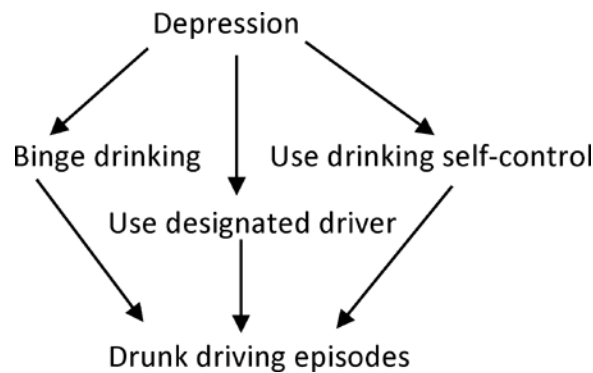 Depression
Binge drinking
Use drinking self-control
Use designated driver
Drunk driving episodes